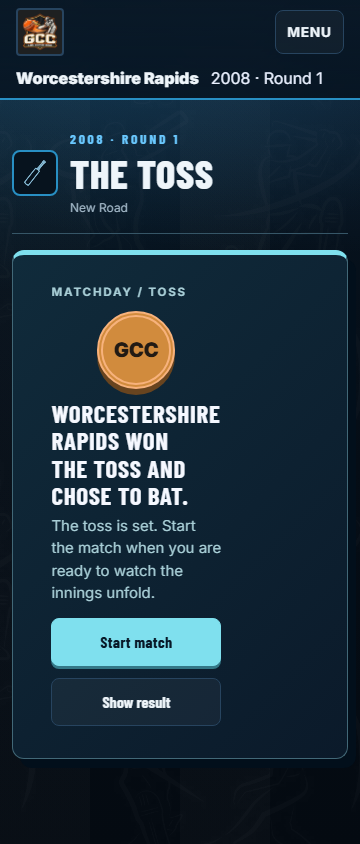 GCC
MENU
Worcestershire Rapids 2008 · Round 1
2008 · ROUND 1
THE TOSS
New Road
MATCHDAY / TOSS
GCC
WORCESTERSHIRE
RAPIDS WON
THE TOSS AND
CHOSE TO BAT.
The toss is set. Start
the match when you are
ready to watch the
innings unfold.
Start match
Show result